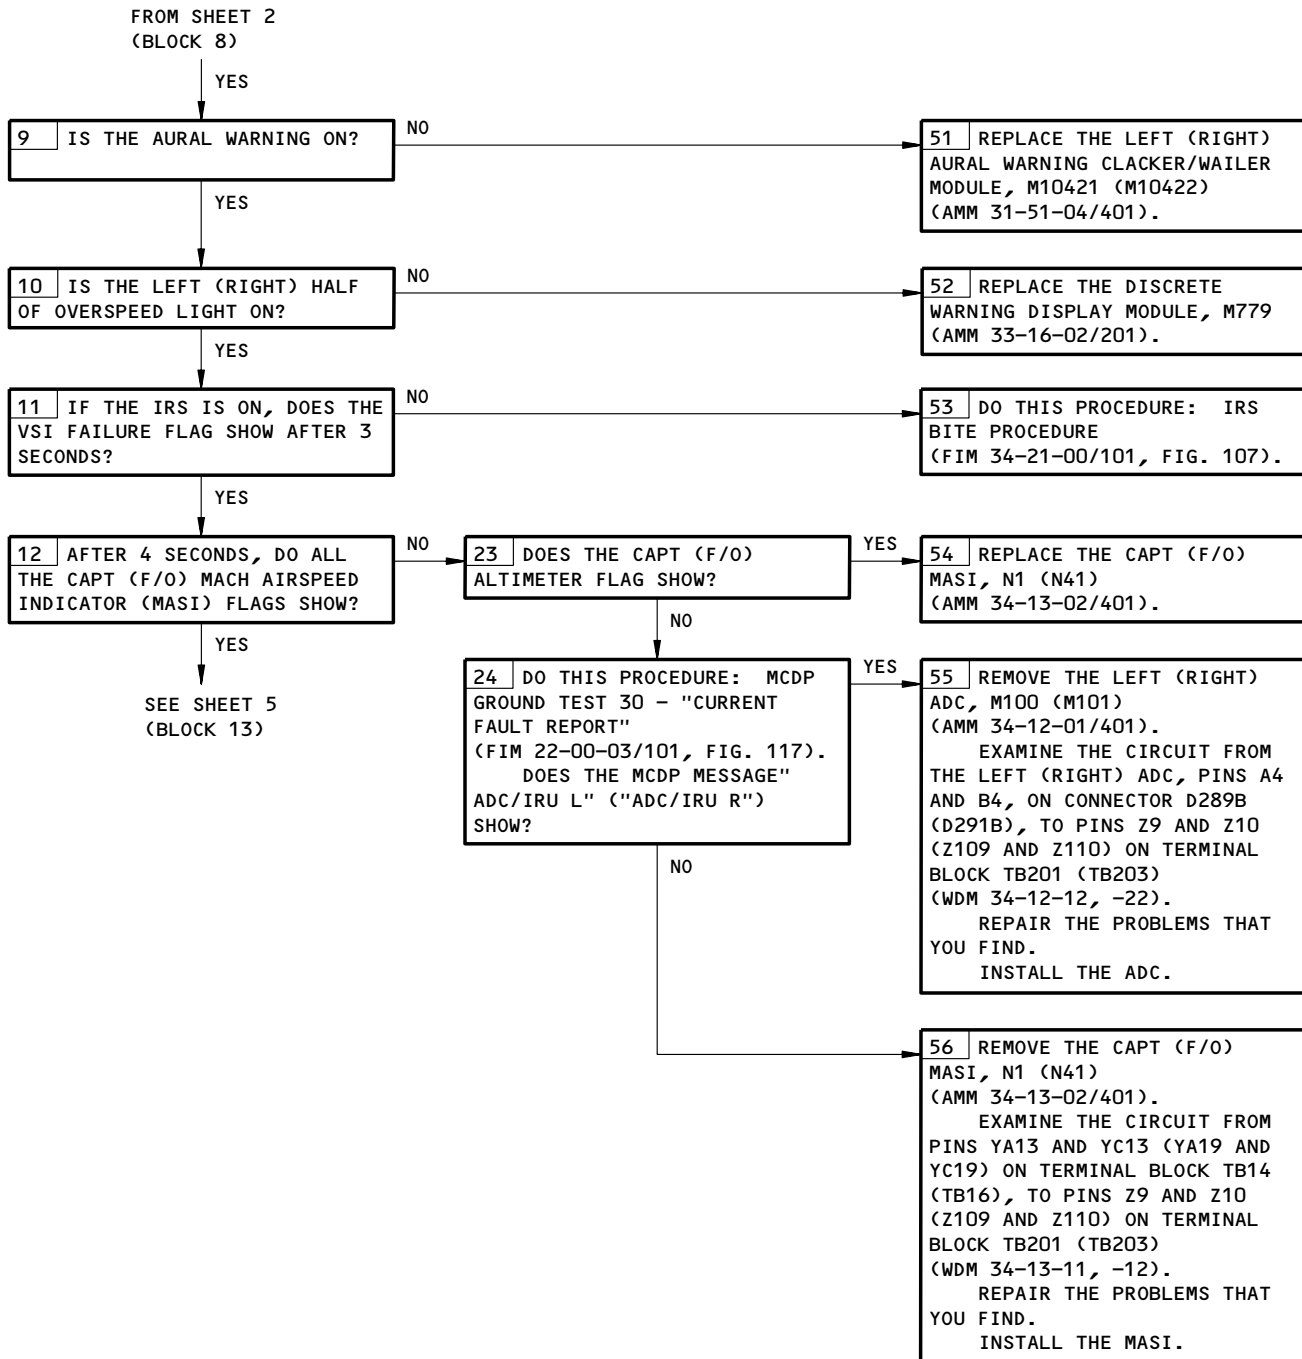 FROM SHEET 2
(BLOCK 8)
YES
9 IS THE AURAL WARNING ON?
NO
51 REPLACE THE LEFT (RIGHT)
AURAL WARNING CLACKER/WAILER
MODULE, M10421 (M10422)
(AMM 31-51-04/401).
YES
10 IS THE LEFT (RIGHT) HALF
OF OVERSPEED LIGHT ON?
NO
52 REPLACE THE DISCRETE
WARNING DISPLAY MODULE, M779
(AMM 33-16-02/201).
YES
11 IF THE IRS IS ON, DOES THE
VSI FAILURE FLAG SHOW AFTER 3
SECONDS?
NO
53 DO THIS PROCEDURE: IRS
BITE PROCEDURE
(FIM 34-21-00/101, FIG. 107).
YES
12 AFTER 4 SECONDS, DO ALL
THE CAPT (F/O) MACH AIRSPEED
INDICATOR (MASI) FLAGS SHOW?
NO
23 DOES THE CAPT (F/O)
ALTIMETER FLAG SHOW?
YES
54 REPLACE THE CAPT (F/O)
MASI, N1 (N41)
(AMM 34-13-02/401).
YES
SEE SHEET 5
(BLOCK 13)
NO
24 DO THIS PROCEDURE: MCDP
GROUND TEST 30 - "CURRENT
FAULT REPORT"
(FIM 22-00-03/101, FIG. 117).
DOES THE MCDP MESSAGE"
ADC/IRU L" ("ADC/IRU R")
SHOW?
YES
55 REMOVE THE LEFT (RIGHT)
ADC, M100 (M101)
(AMM 34-12-01/401).
EXAMINE THE CIRCUIT FROM
THE LEFT (RIGHT) ADC, PINS A4
AND B4, ON CONNECTOR D289B
(D291B), TO PINS Z9 AND Z10
(Z109 AND Z110) ON TERMINAL
BLOCK TB201 (TB203)
(WDM 34-12-12, -22).
REPAIR THE PROBLEMS THAT
YOU FIND.
INSTALL THE ADC.
NO
56 REMOVE THE CAPT (F/O)
MASI, N1 (N41)
(AMM 34-13-02/401).
EXAMINE THE CIRCUIT FROM
PINS YA13 AND YC13 (YA19 AND
YC19) ON TERMINAL BLOCK TB14
(TB16), TO PINS Z9 AND Z10
(Z109 AND Z110) ON TERMINAL
BLOCK TB201 (TB203)
(WDM 34-13-11, -12).
REPAIR THE PROBLEMS THAT
YOU FIND.
INSTALL THE MASI.